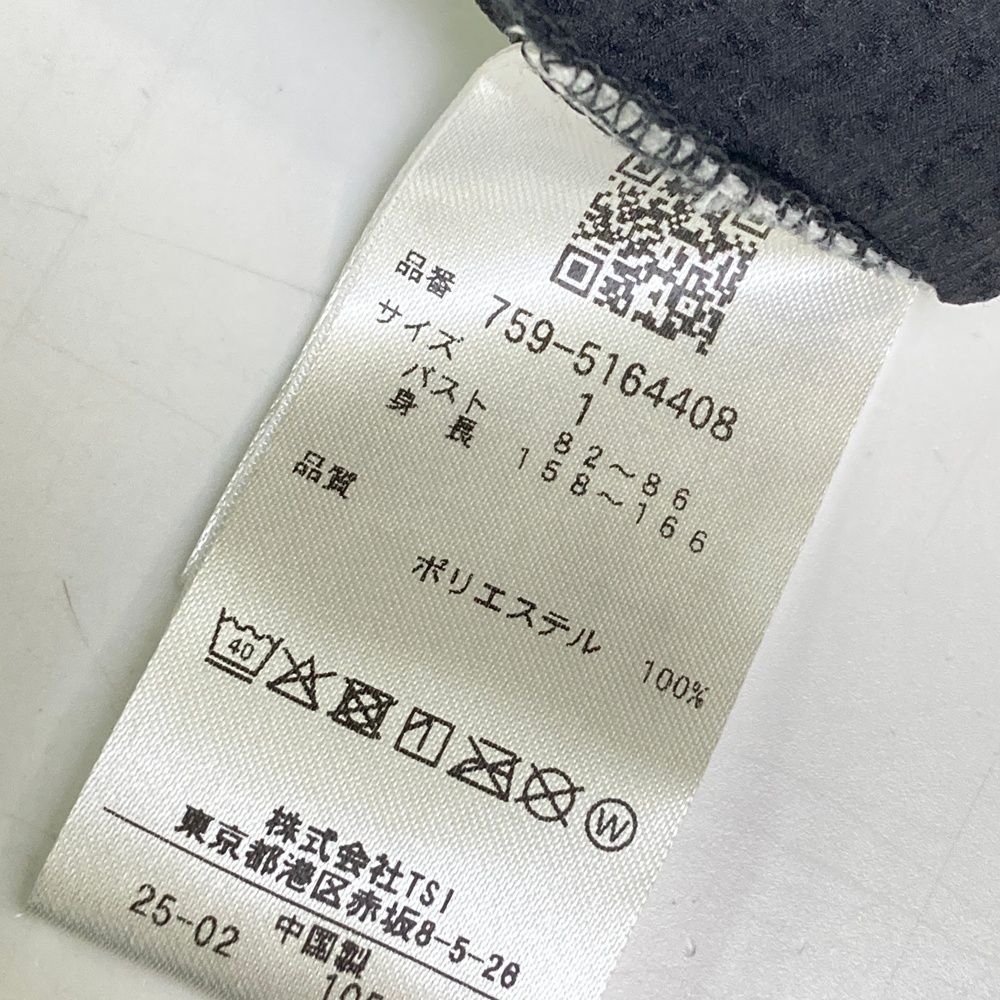 品番 759-5164408
サイズ 1
バスト 82～86
身長 158～166
品質
ポリエステル 100%
40
W
株式会社TSI
東京都港区赤坂8-5-26
25-02 中国製